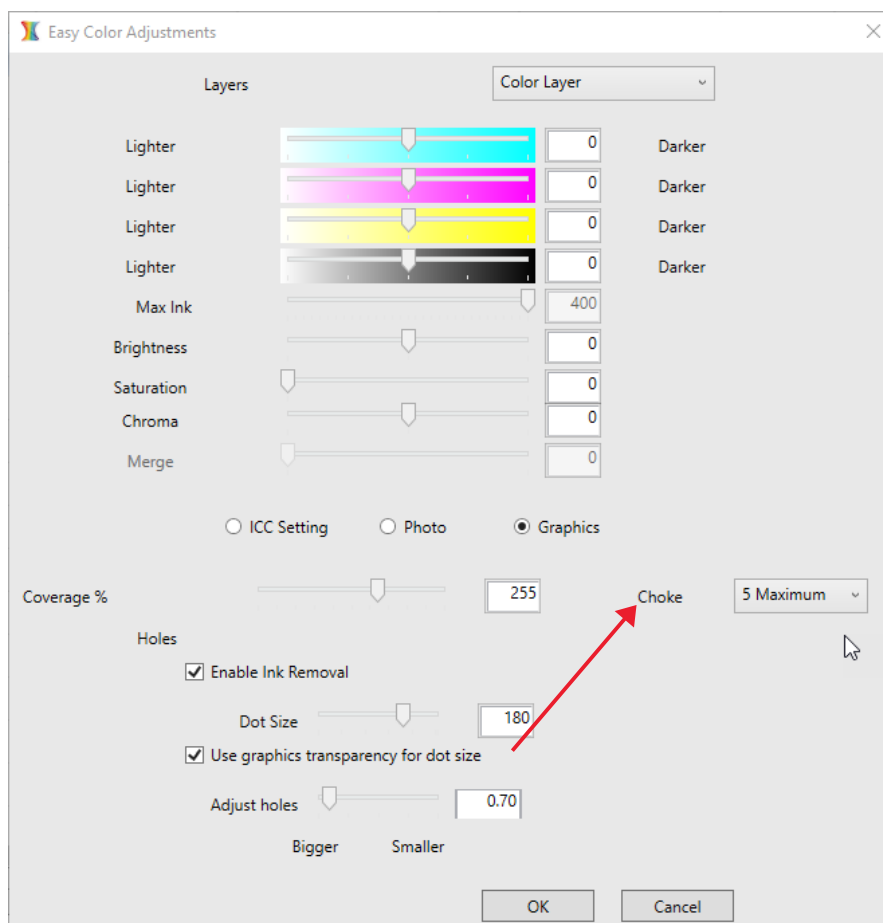 Easy Color Adjustments
Layers Color Layer
Lighter 0 Darker
Lighter 0 Darker
Lighter 0 Darker
Lighter 0 Darker
Max Ink 400
Brightness 0
Saturation 0
Chroma 0
Merge 0
ICC Setting Photo Graphics
Coverage % 255 Choke 5 Maximum
Holes
Enable Ink Removal
Dot Size 180
Use graphics transparency for dot size
Adjust holes 0.70
Bigger Smaller
OK Cancel